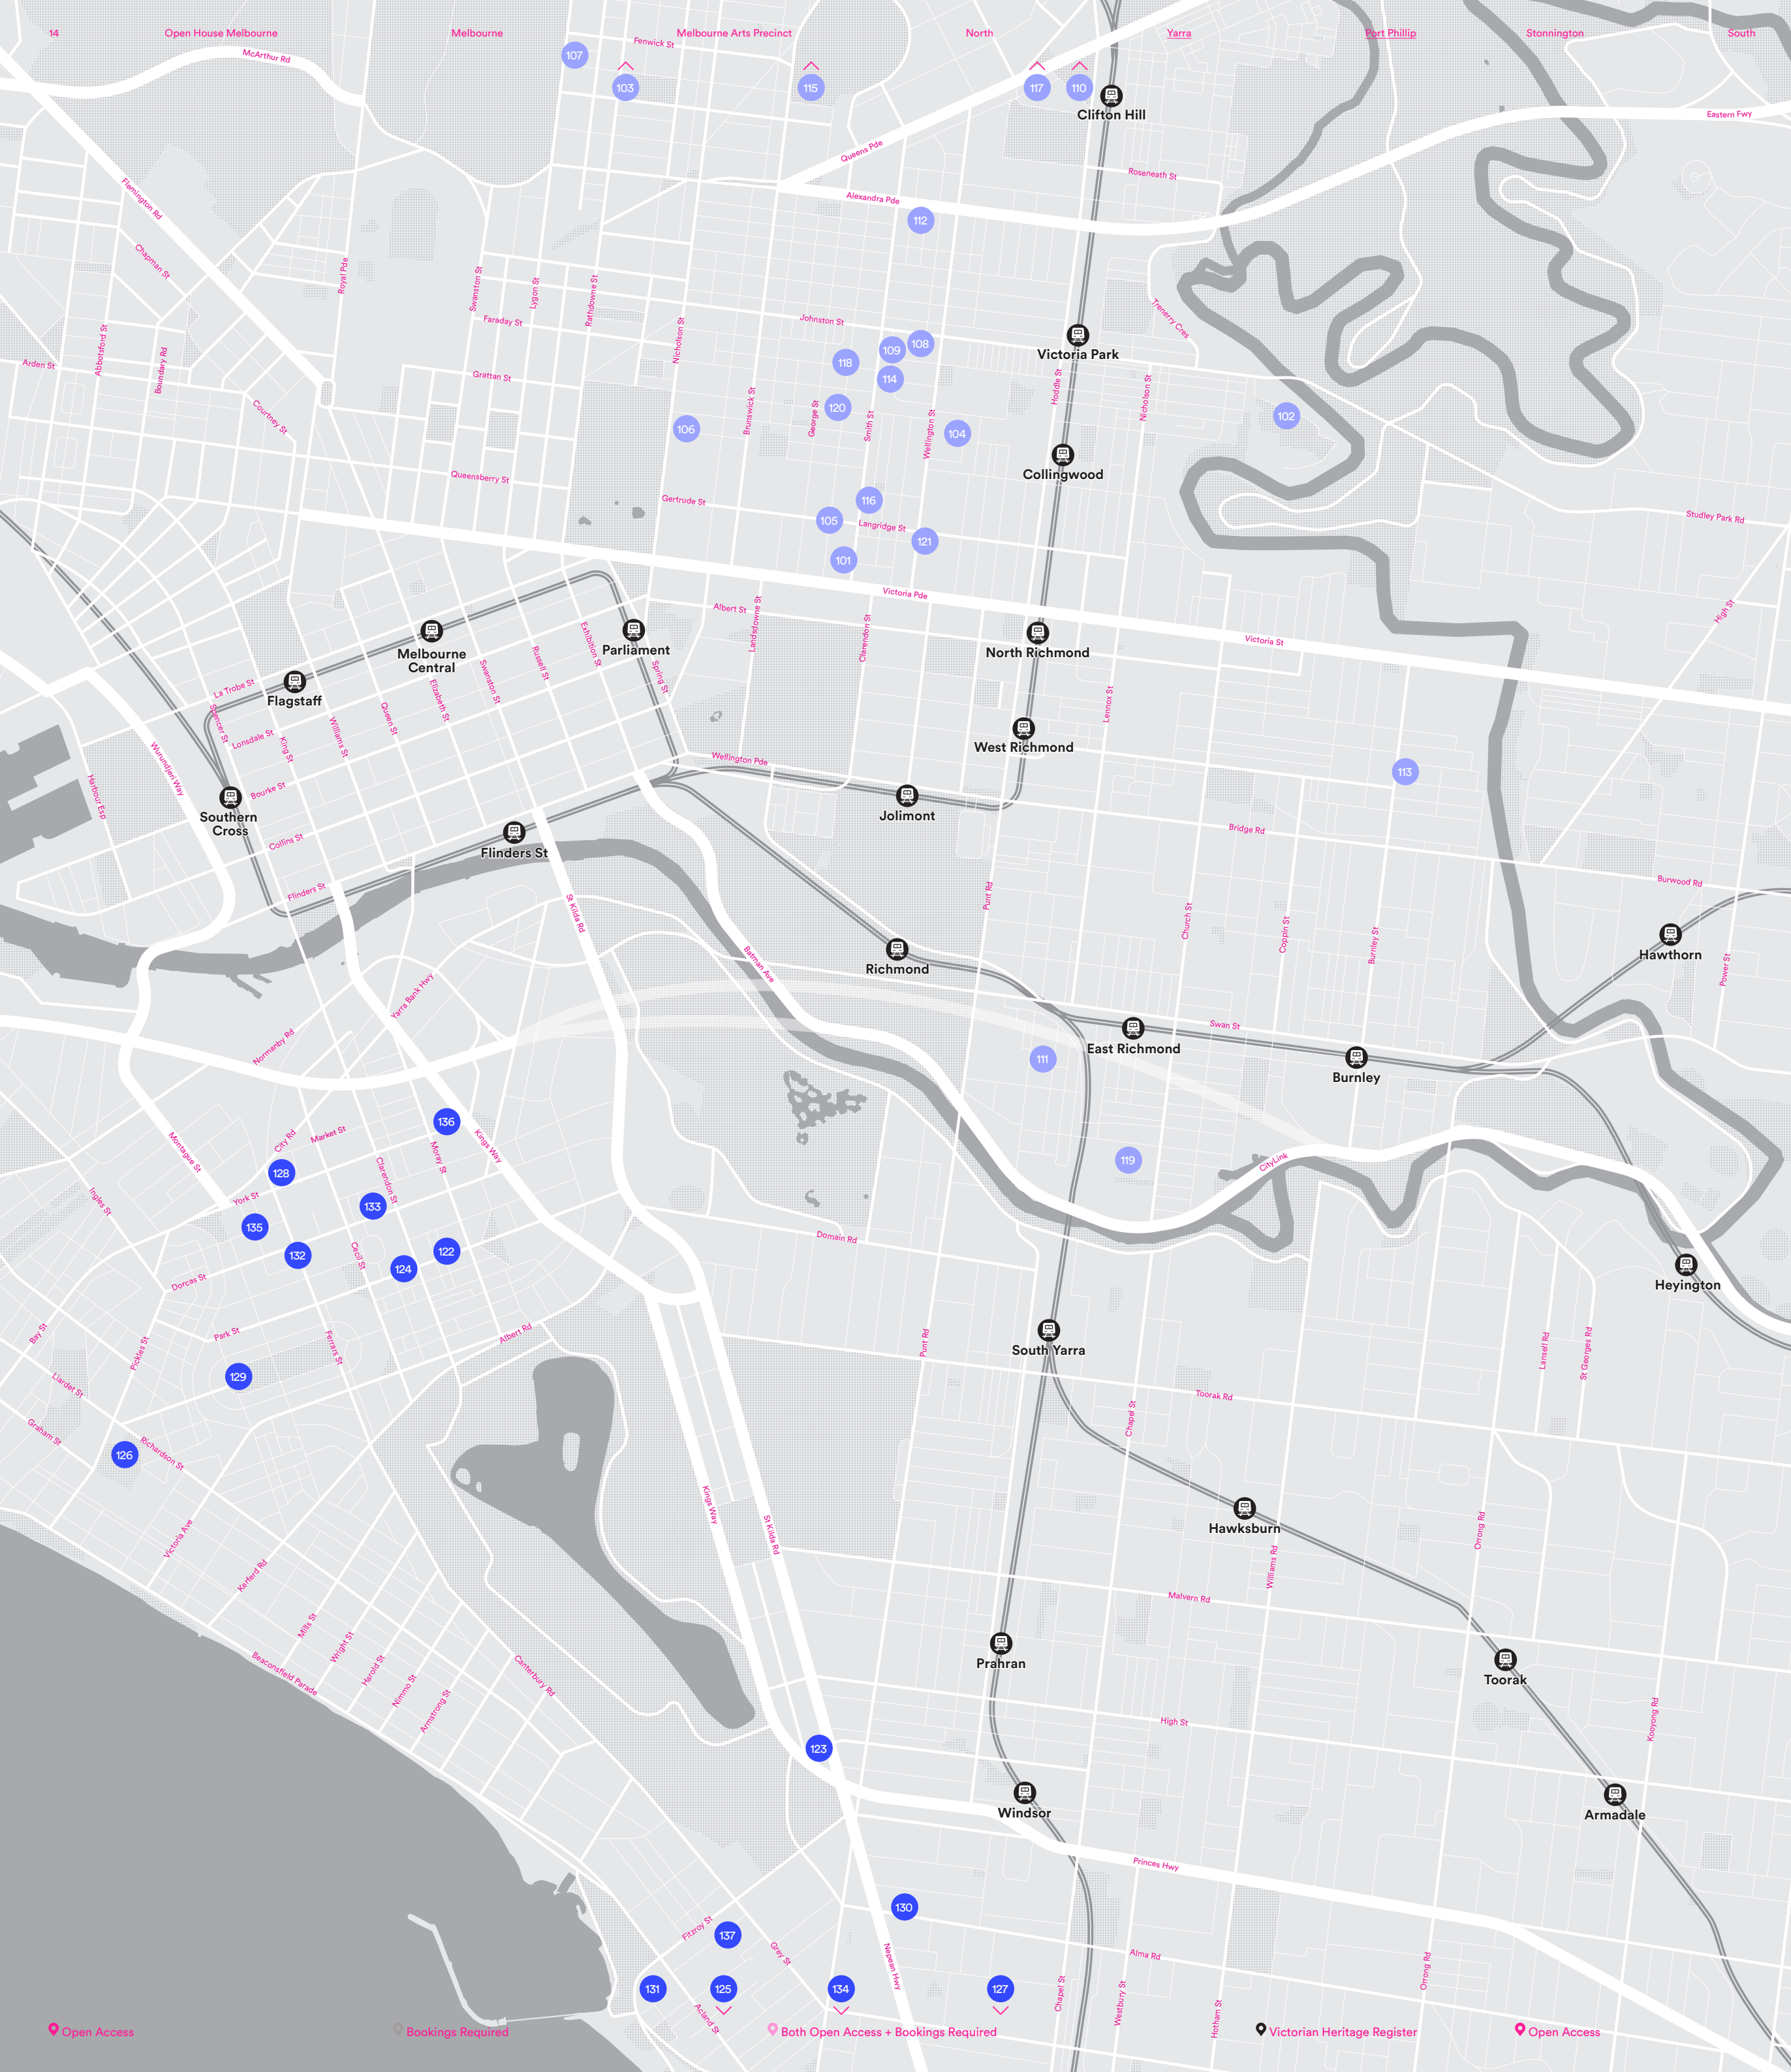 14
Open House Melbourne
Melbourne
Melbourne Arts Precinct
North
Yarra
Port Phillip
Stonnington
South
McArthur Rd
Fenwick St
107
103
115
117
110
Clifton Hill
Eastern Fwy
Queens Pde
Roseneath St
Flemington Rd
Alexandra Pde
112
Chapman St
Royal Pde
Swanston St
Lygon St
Rathdowne St
Faraday St
Johnston St
Trenerry Cres
Nicholson St
109
108
118
114
Victoria Park
Abbotsford St
Boundary Rd
Arden St
Grattan St
Hoddle St
Nicholson St
Courtney St
Brunswick St
George St
120
Smith St
Wellington St
104
102
106
Collingwood
Queensberry St
Gertrude St
116
105
Langridge St
121
101
Studley Park Rd
Victoria Pde
Albert St
Landsdowne St
Clarendon St
High St
Melbourne
Central
Exhibition St
Parliament
North Richmond
Victoria St
La Trobe St
Flagstaff
Swanston St
Russell St
Spring St
Elizabeth St
Queen St
Williams St
Spencer St
Lonsdale St
King St
Lennox St
West Richmond
Wurundjeri Way
Harbour Esp
Bourke St
Wellington Pde
113
Southern
Cross
Jolimont
Collins St
Flinders St
Bridge Rd
Flinders St
Burwood Rd
St Kilda Rd
Punt Rd
Church St
Coppin St
Burnley St
Hawthorn
Power St
Batman Ave
Richmond
Yarra Bank Hwy
Normanby Rd
Swan St
East Richmond
111
Burnley
136
Market St
City Rd
Montague St
Kings Way
Moray St
128
Clarendon St
119
CityLink
Ingles St
York St
133
135
132
Cecil St
124
122
Domain Rd
Dorcas St
Heyington
Bay St
Park St
Pickles St
Ferrars St
Albert Rd
Punt Rd
South Yarra
Lansell Rd
St Georges Rd
129
Liardet St
Toorak Rd
Graham St
Richardson St
126
Chapel St
Victoria Ave
Kings Way
St Kilda Rd
Hawksburn
Orrong Rd
Kerferd Rd
Williams Rd
Malvern Rd
Mills St
Wright St
Harold St
Nimmo St
Armstrong St
Beaconsfield Parade
Canterbury Rd
Prahran
Toorak
High St
Kooyong Rd
123
Windsor
Armadale
Princes Hwy
130
Fitzroy St
137
Grey St
Nepean Hwy
Alma Rd
Orrong Rd
131
125
134
127
Chapel St
Westbury St
Hotham St
Acland St
Open Access
Bookings Required
Both Open Access + Bookings Required
Victorian Heritage Register
Open Access